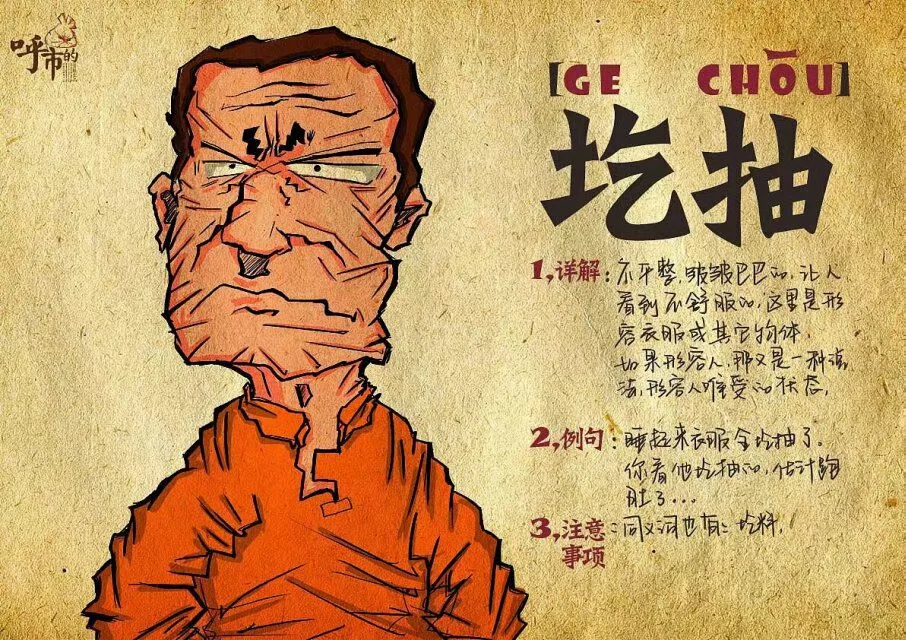 呼市的
[GE CHŌU]
圪抽
1,详解：不平整,皱皱巴巴的,让人
看到不舒服的,这里是形
容衣服或其它物体,
如果形容人,那又是一种说
法,形容人难受的状态,
2,例句：睡起来衣服全圪抽了.
你看他圪抽的,估计跑
肚了...
3,注意
事项：同义词也有：圪料.